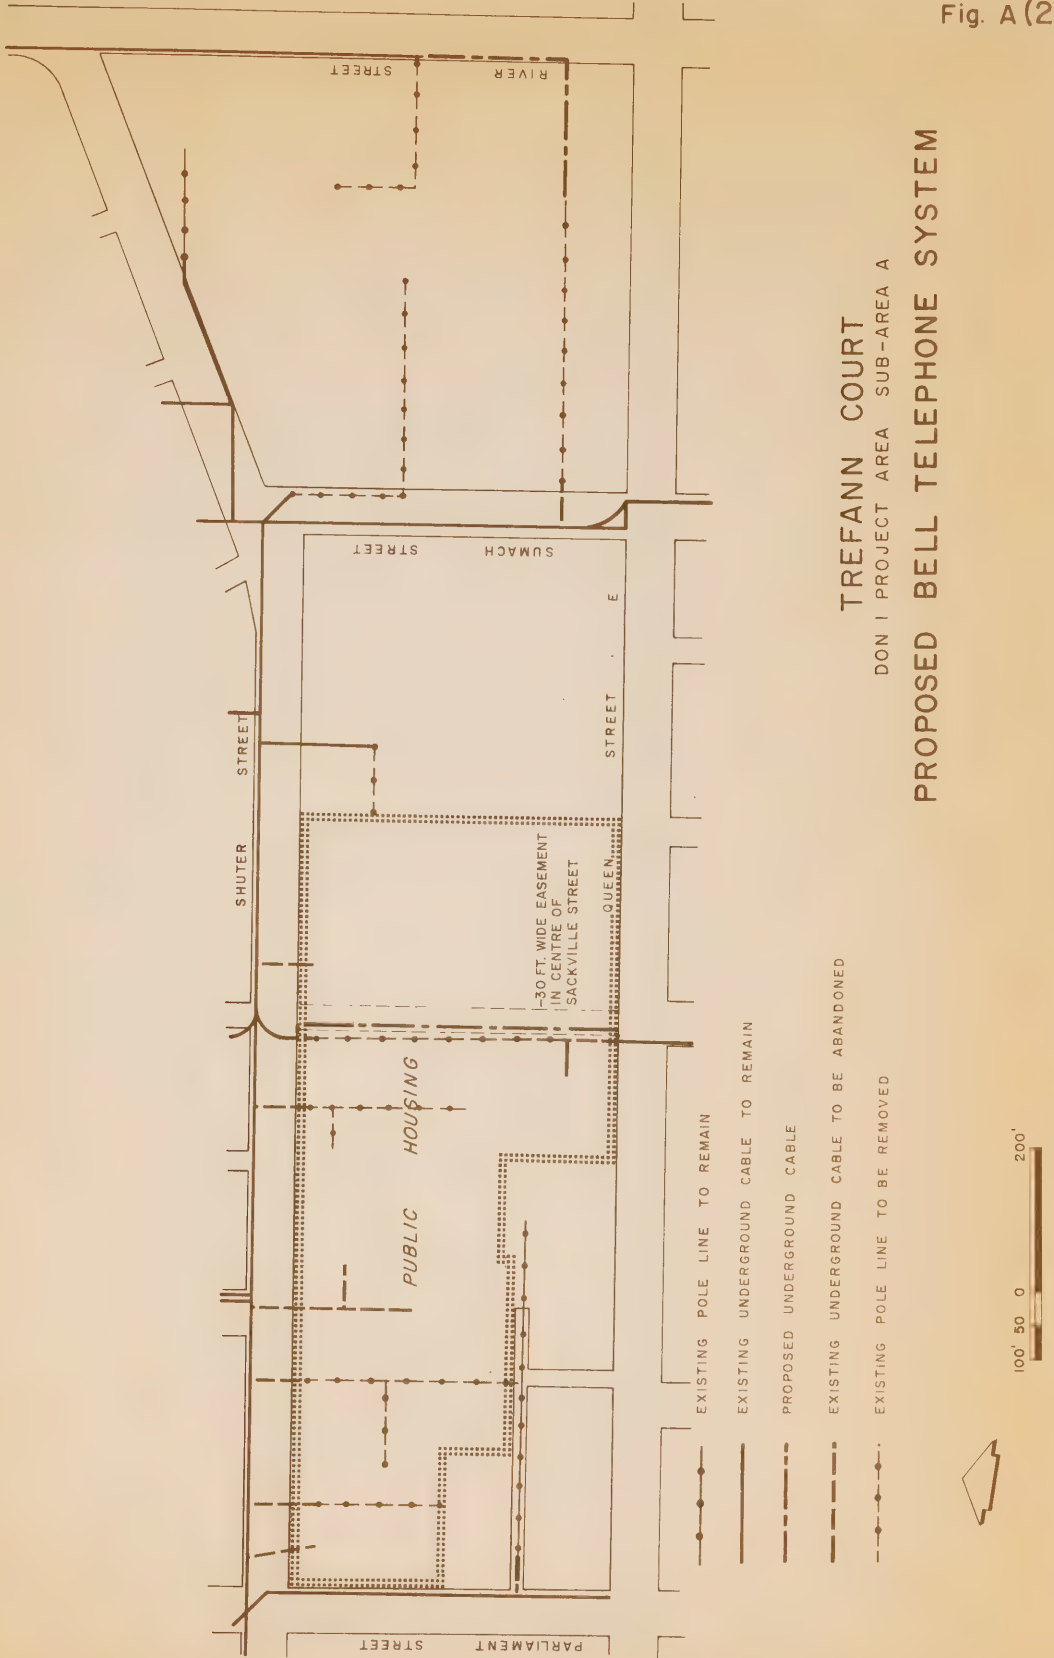 Fig. A (2
RIVER STREET
SUMACH STREET
SHUTER STREET
QUEEN STREET E
PARLIAMENT STREET
-30 FT. WIDE EASEMENT
IN CENTRE OF
SACKVILLE STREET
PUBLIC HOUSING
EXISTING POLE LINE TO REMAIN
EXISTING UNDERGROUND CABLE TO REMAIN
PROPOSED UNDERGROUND CABLE
EXISTING UNDERGROUND CABLE TO BE ABANDONED
EXISTING POLE LINE TO BE REMOVED
100' 50 0 200'
TREFANN COURT
DON I PROJECT AREA SUB-AREA A
PROPOSED BELL TELEPHONE SYSTEM